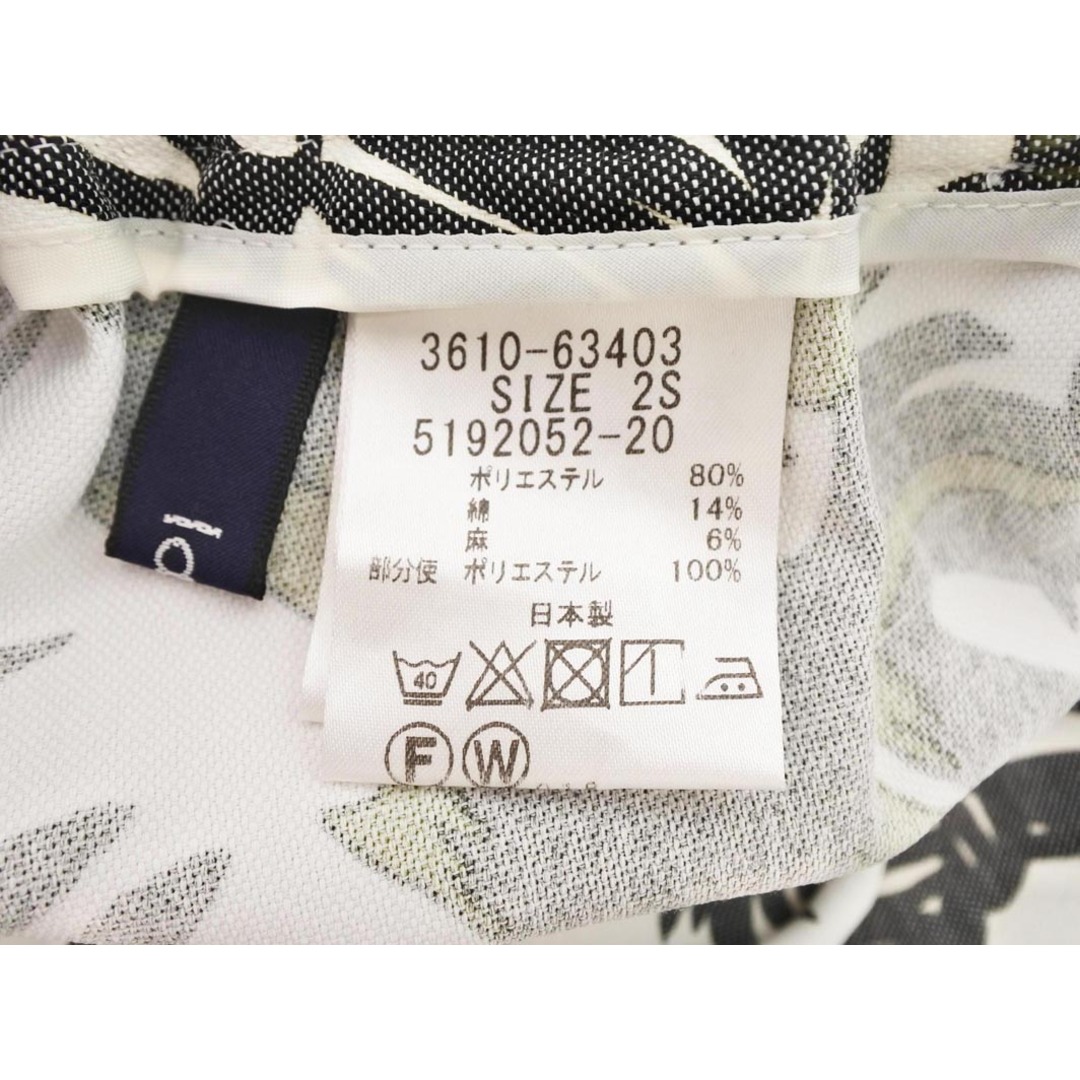 3610-63403
SIZE 2S
5192052-20
ポリエステル 80%
綿 14%
麻 6%
部分使 ポリエステル 100%
日本製
40
F W